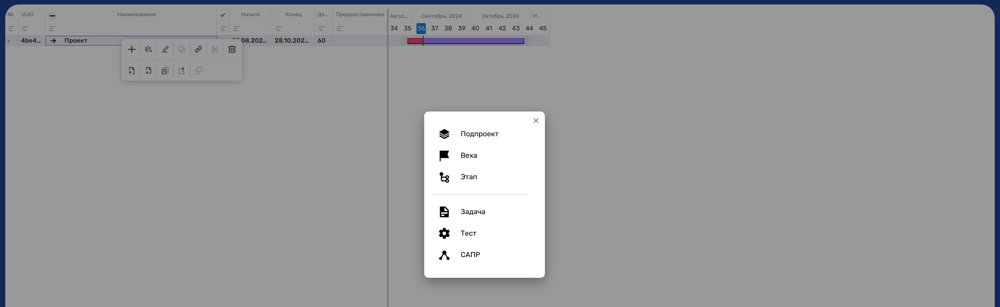 № UUID Наименование Начало Конец Дл... Предшественники Авгус... Сентябрь, 2024 Октябрь, 2024 Н...
34 35 36 37 38 39 40 41 42 43 44 45
1 4be4... Проект 08.202... 28.10.202... 60
Подпроект
Веха
Этап
Задача
Тест
САПР